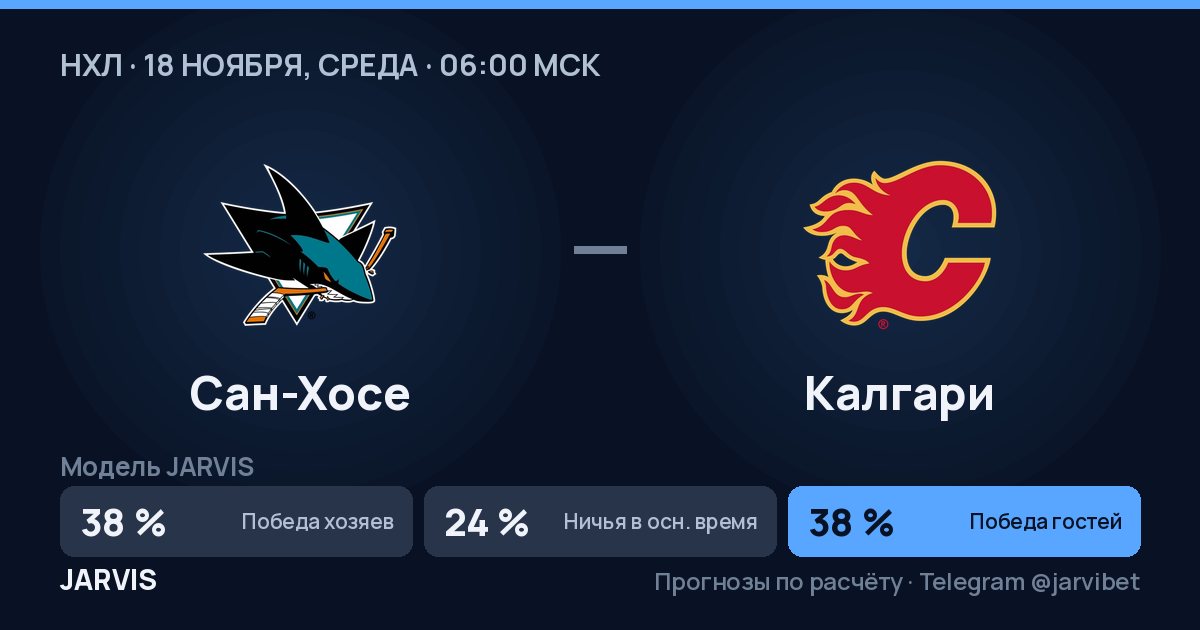 НХЛ · 18 НОЯБРЯ, СРЕДА · 06:00 МСК
—
Сан-Хосе
Калгари
Модель JARVIS
38 % Победа хозяев
24 % Ничья в осн. время
38 % Победа гостей
JARVIS
Прогнозы по расчёту · Telegram @jarvibet